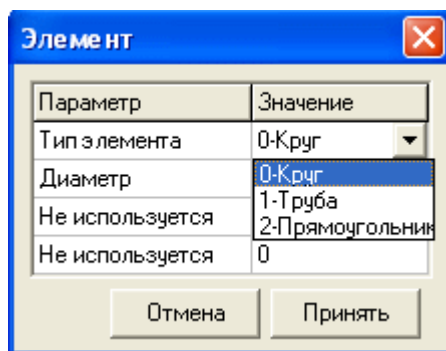 Элемент
Параметр Значение
Тип элемента 0-Круг
Диаметр 0-Круг
1-Труба
Не используется 2-Прямоугольник
Не используется 0
Отмена Принять